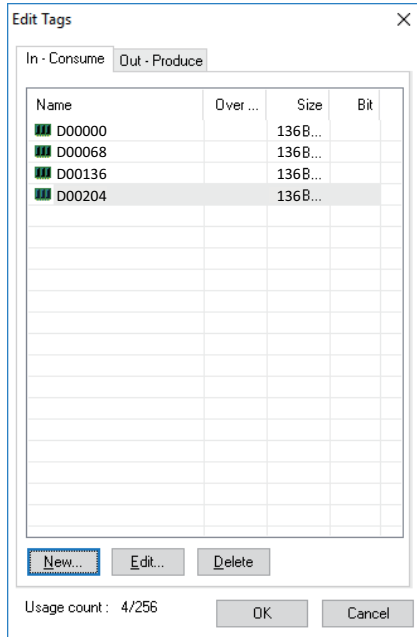 Edit Tags
In - Consume Out - Produce
Name Over ... Size Bit
D00000 136B...
D00068 136B...
D00136 136B...
D00204 136B...
New... Edit... Delete
Usage count : 4/256 OK Cancel